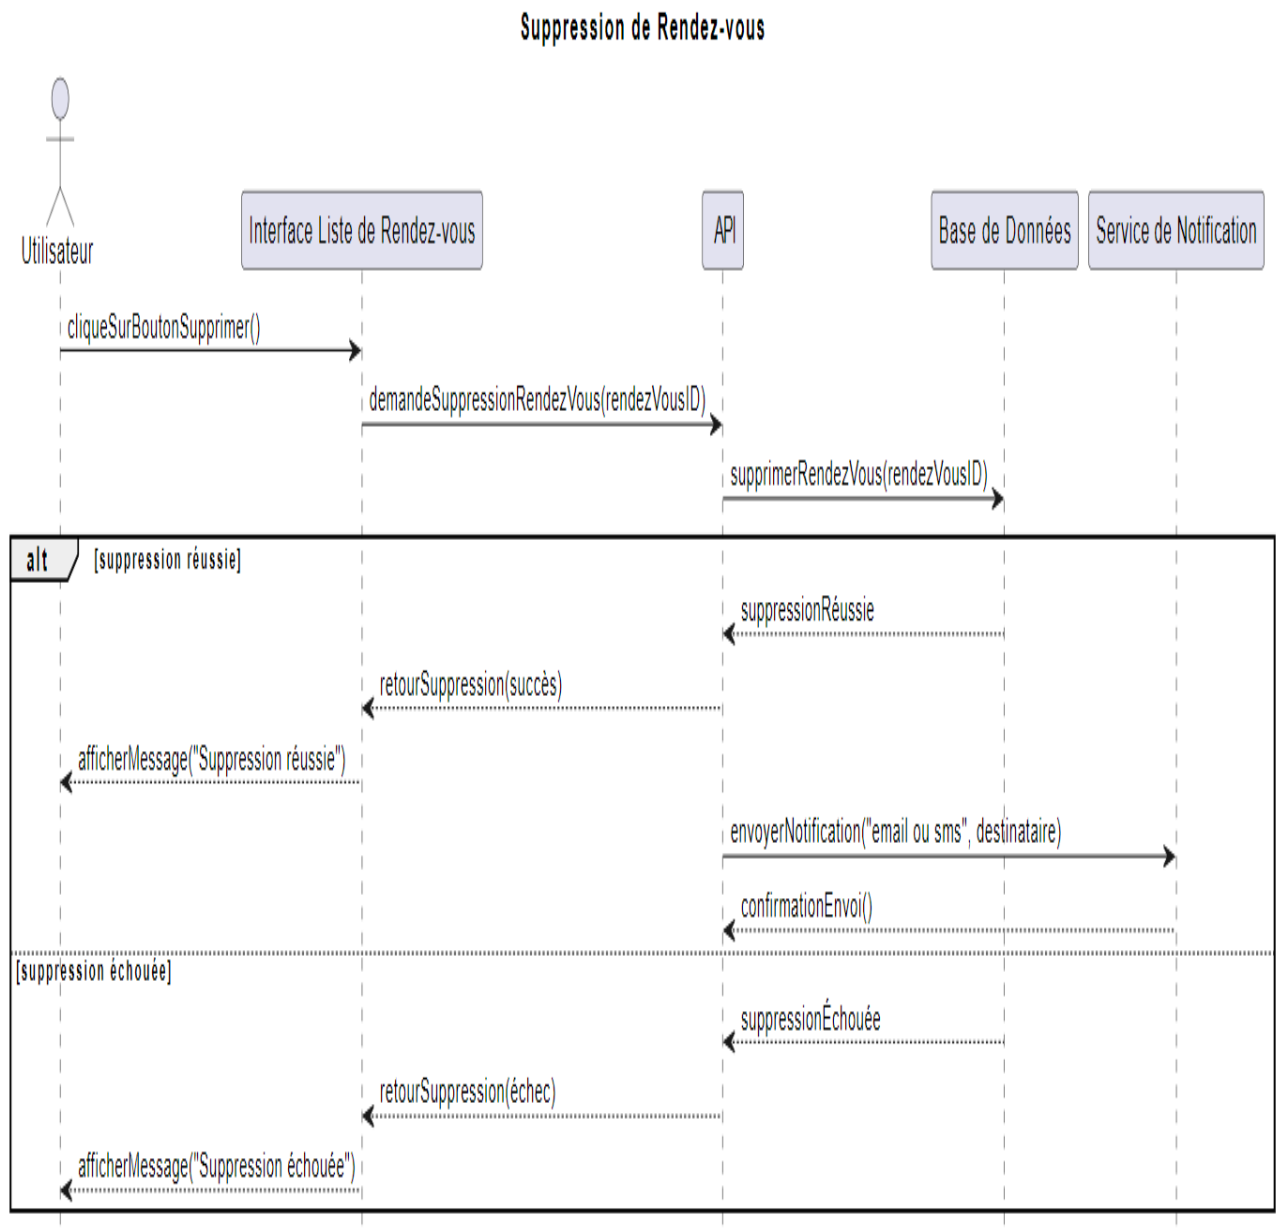 Suppression de Rendez-vous
Utilisateur
Interface Liste de Rendez-vous
API
Base de Données
Service de Notification
cliqueSurBoutonSupprimer()
demandeSuppressionRendezVous(rendezVousID)
supprimerRendezVous(rendezVousID)
alt
[suppression réussie]
suppressionRéussie
retourSuppression(succès)
afficherMessage("Suppression réussie")
envoyerNotification("email ou sms", destinataire)
confirmationEnvoi()
[suppression échouée]
suppressionÉchouée
retourSuppression(échec)
afficherMessage("Suppression échouée")